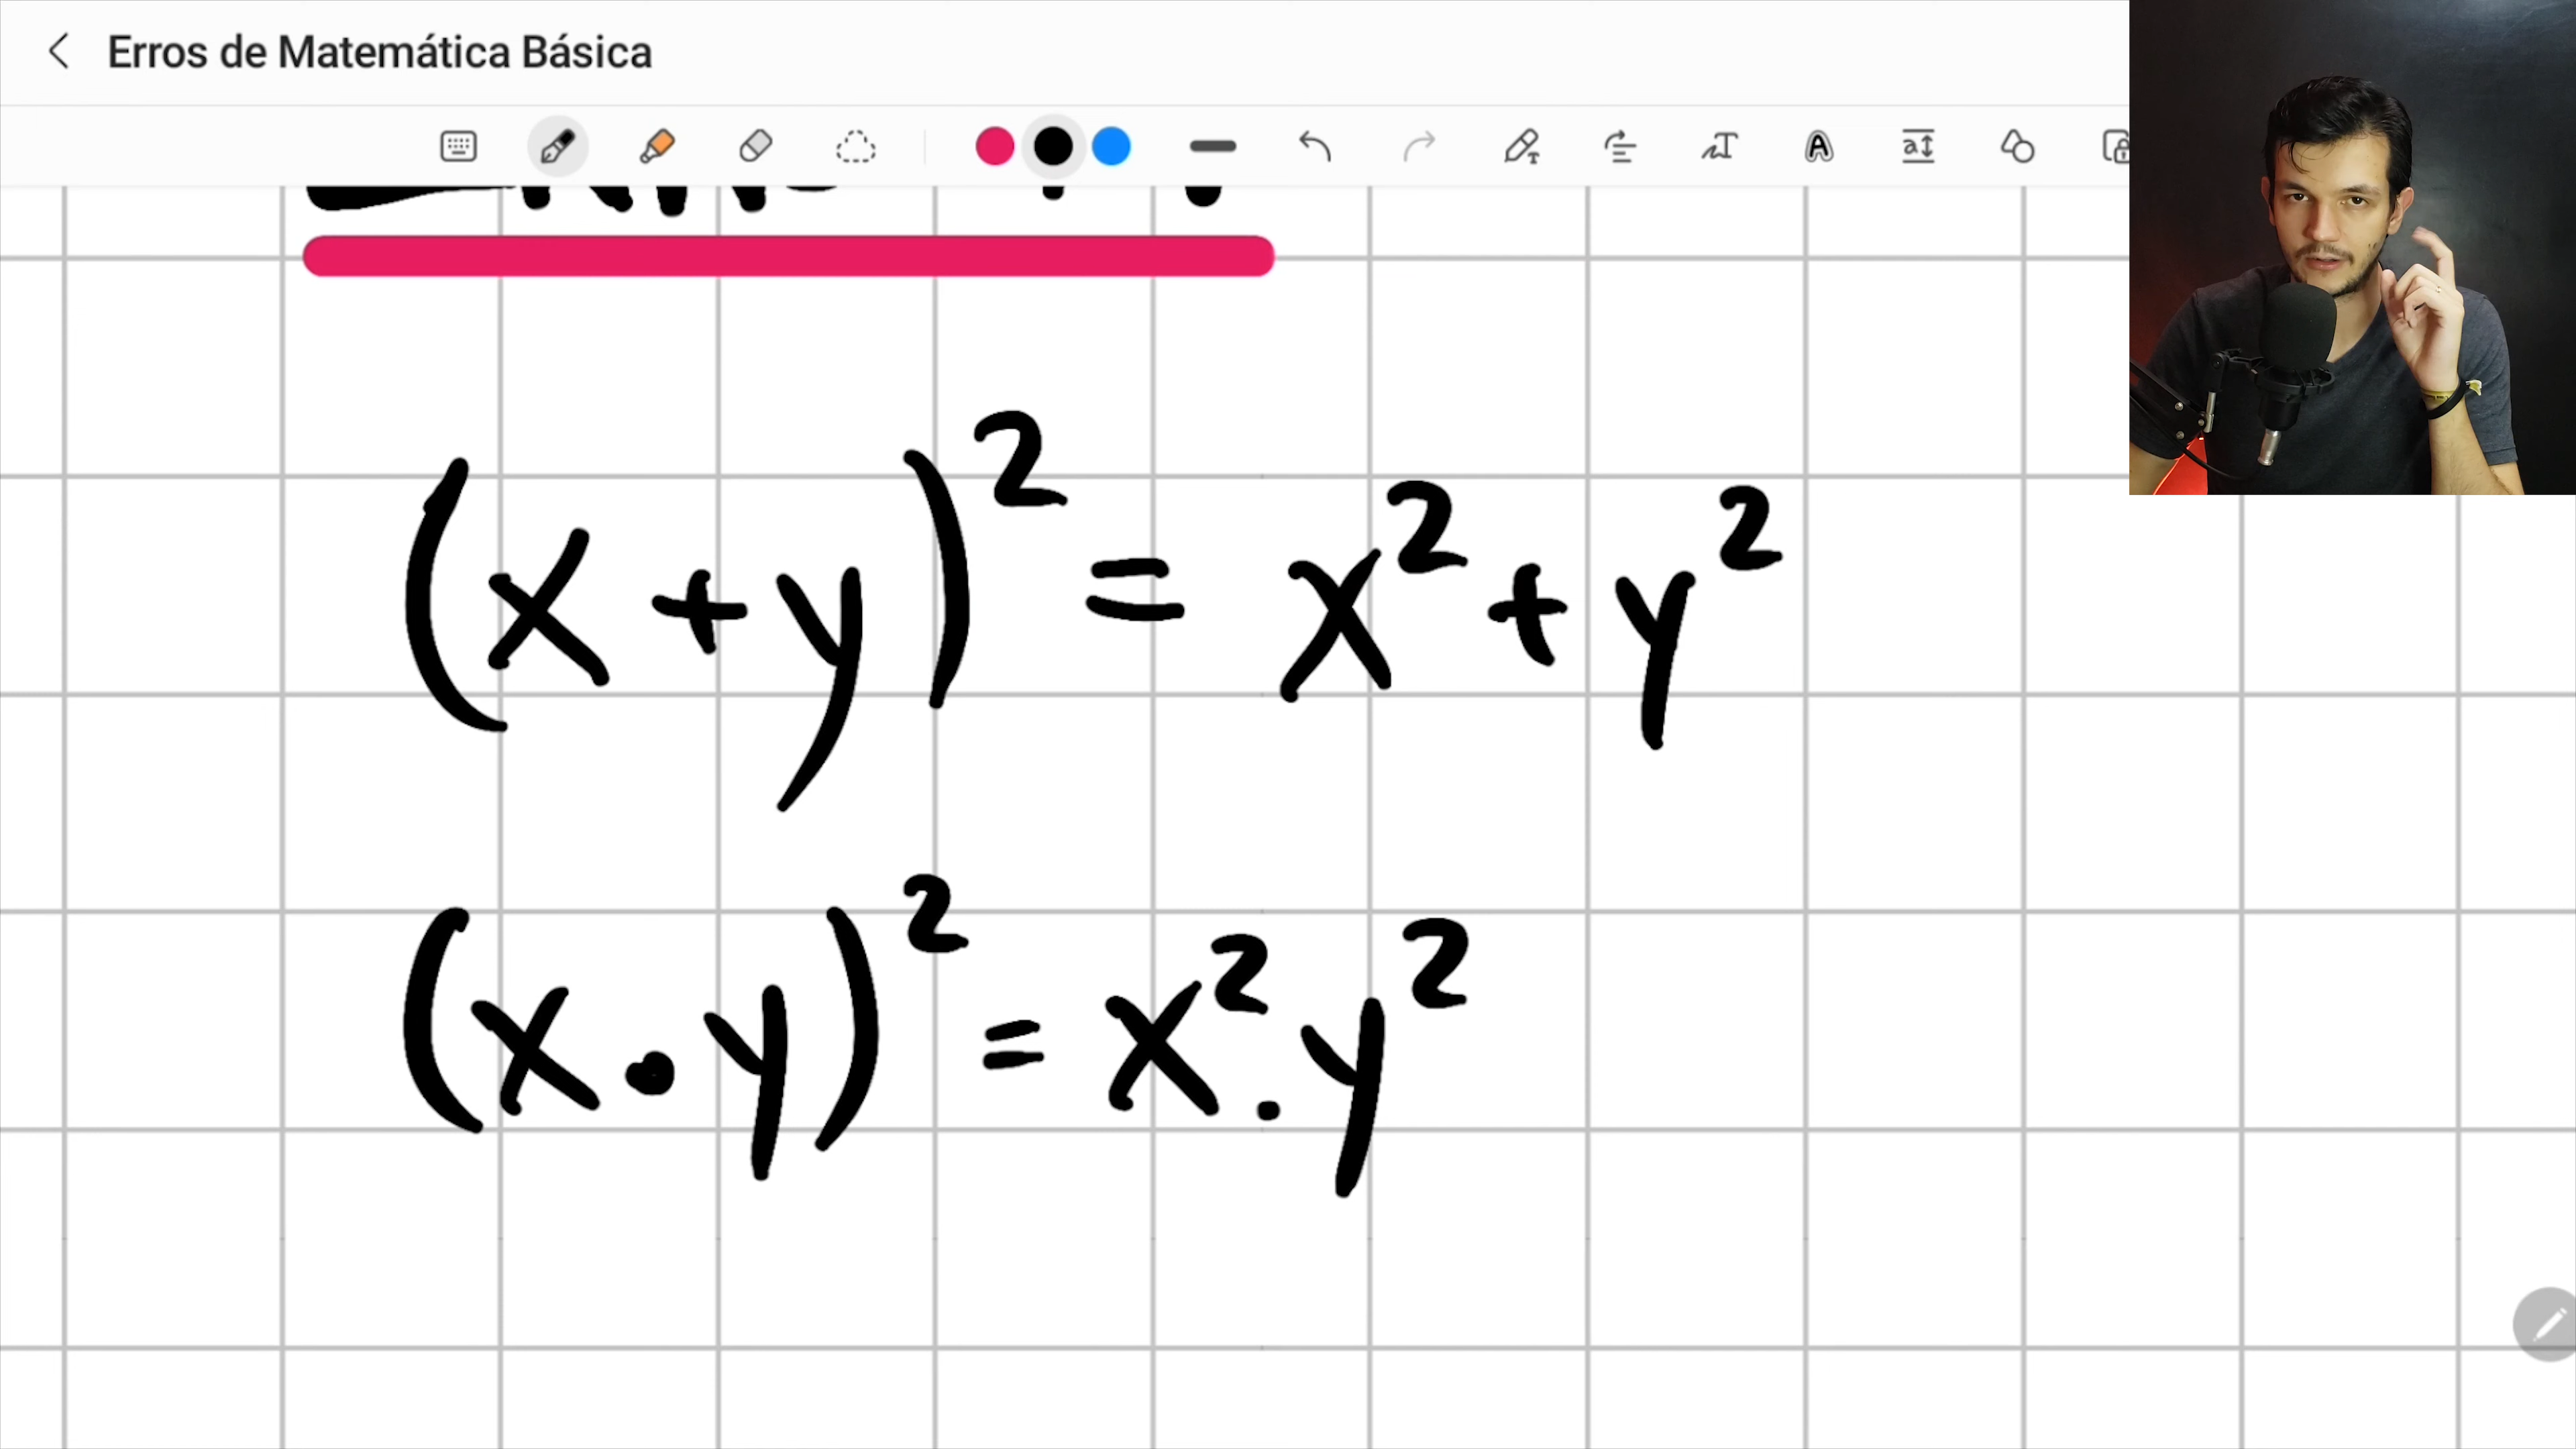 Erros de Matemática Básica
(x+y)² = x²+y²
(x.y)² = x².y²